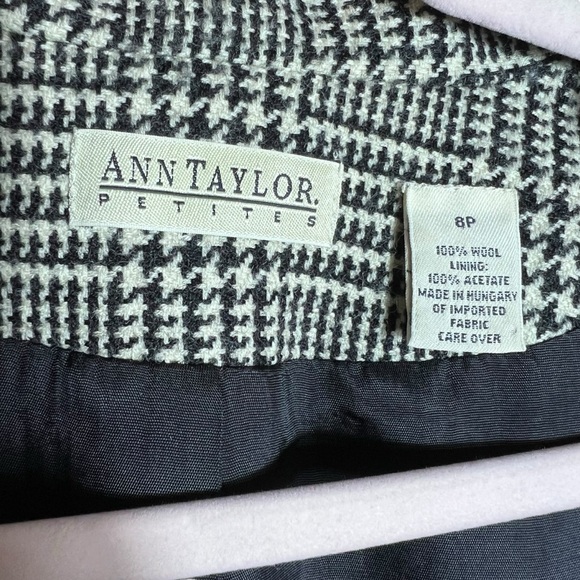 ANN TAYLOR.
PETITES
8P
100% WOOL
LINING:
100% ACETATE
MADE IN HUNGARY
OF IMPORTED
FABRIC
CARE OVER